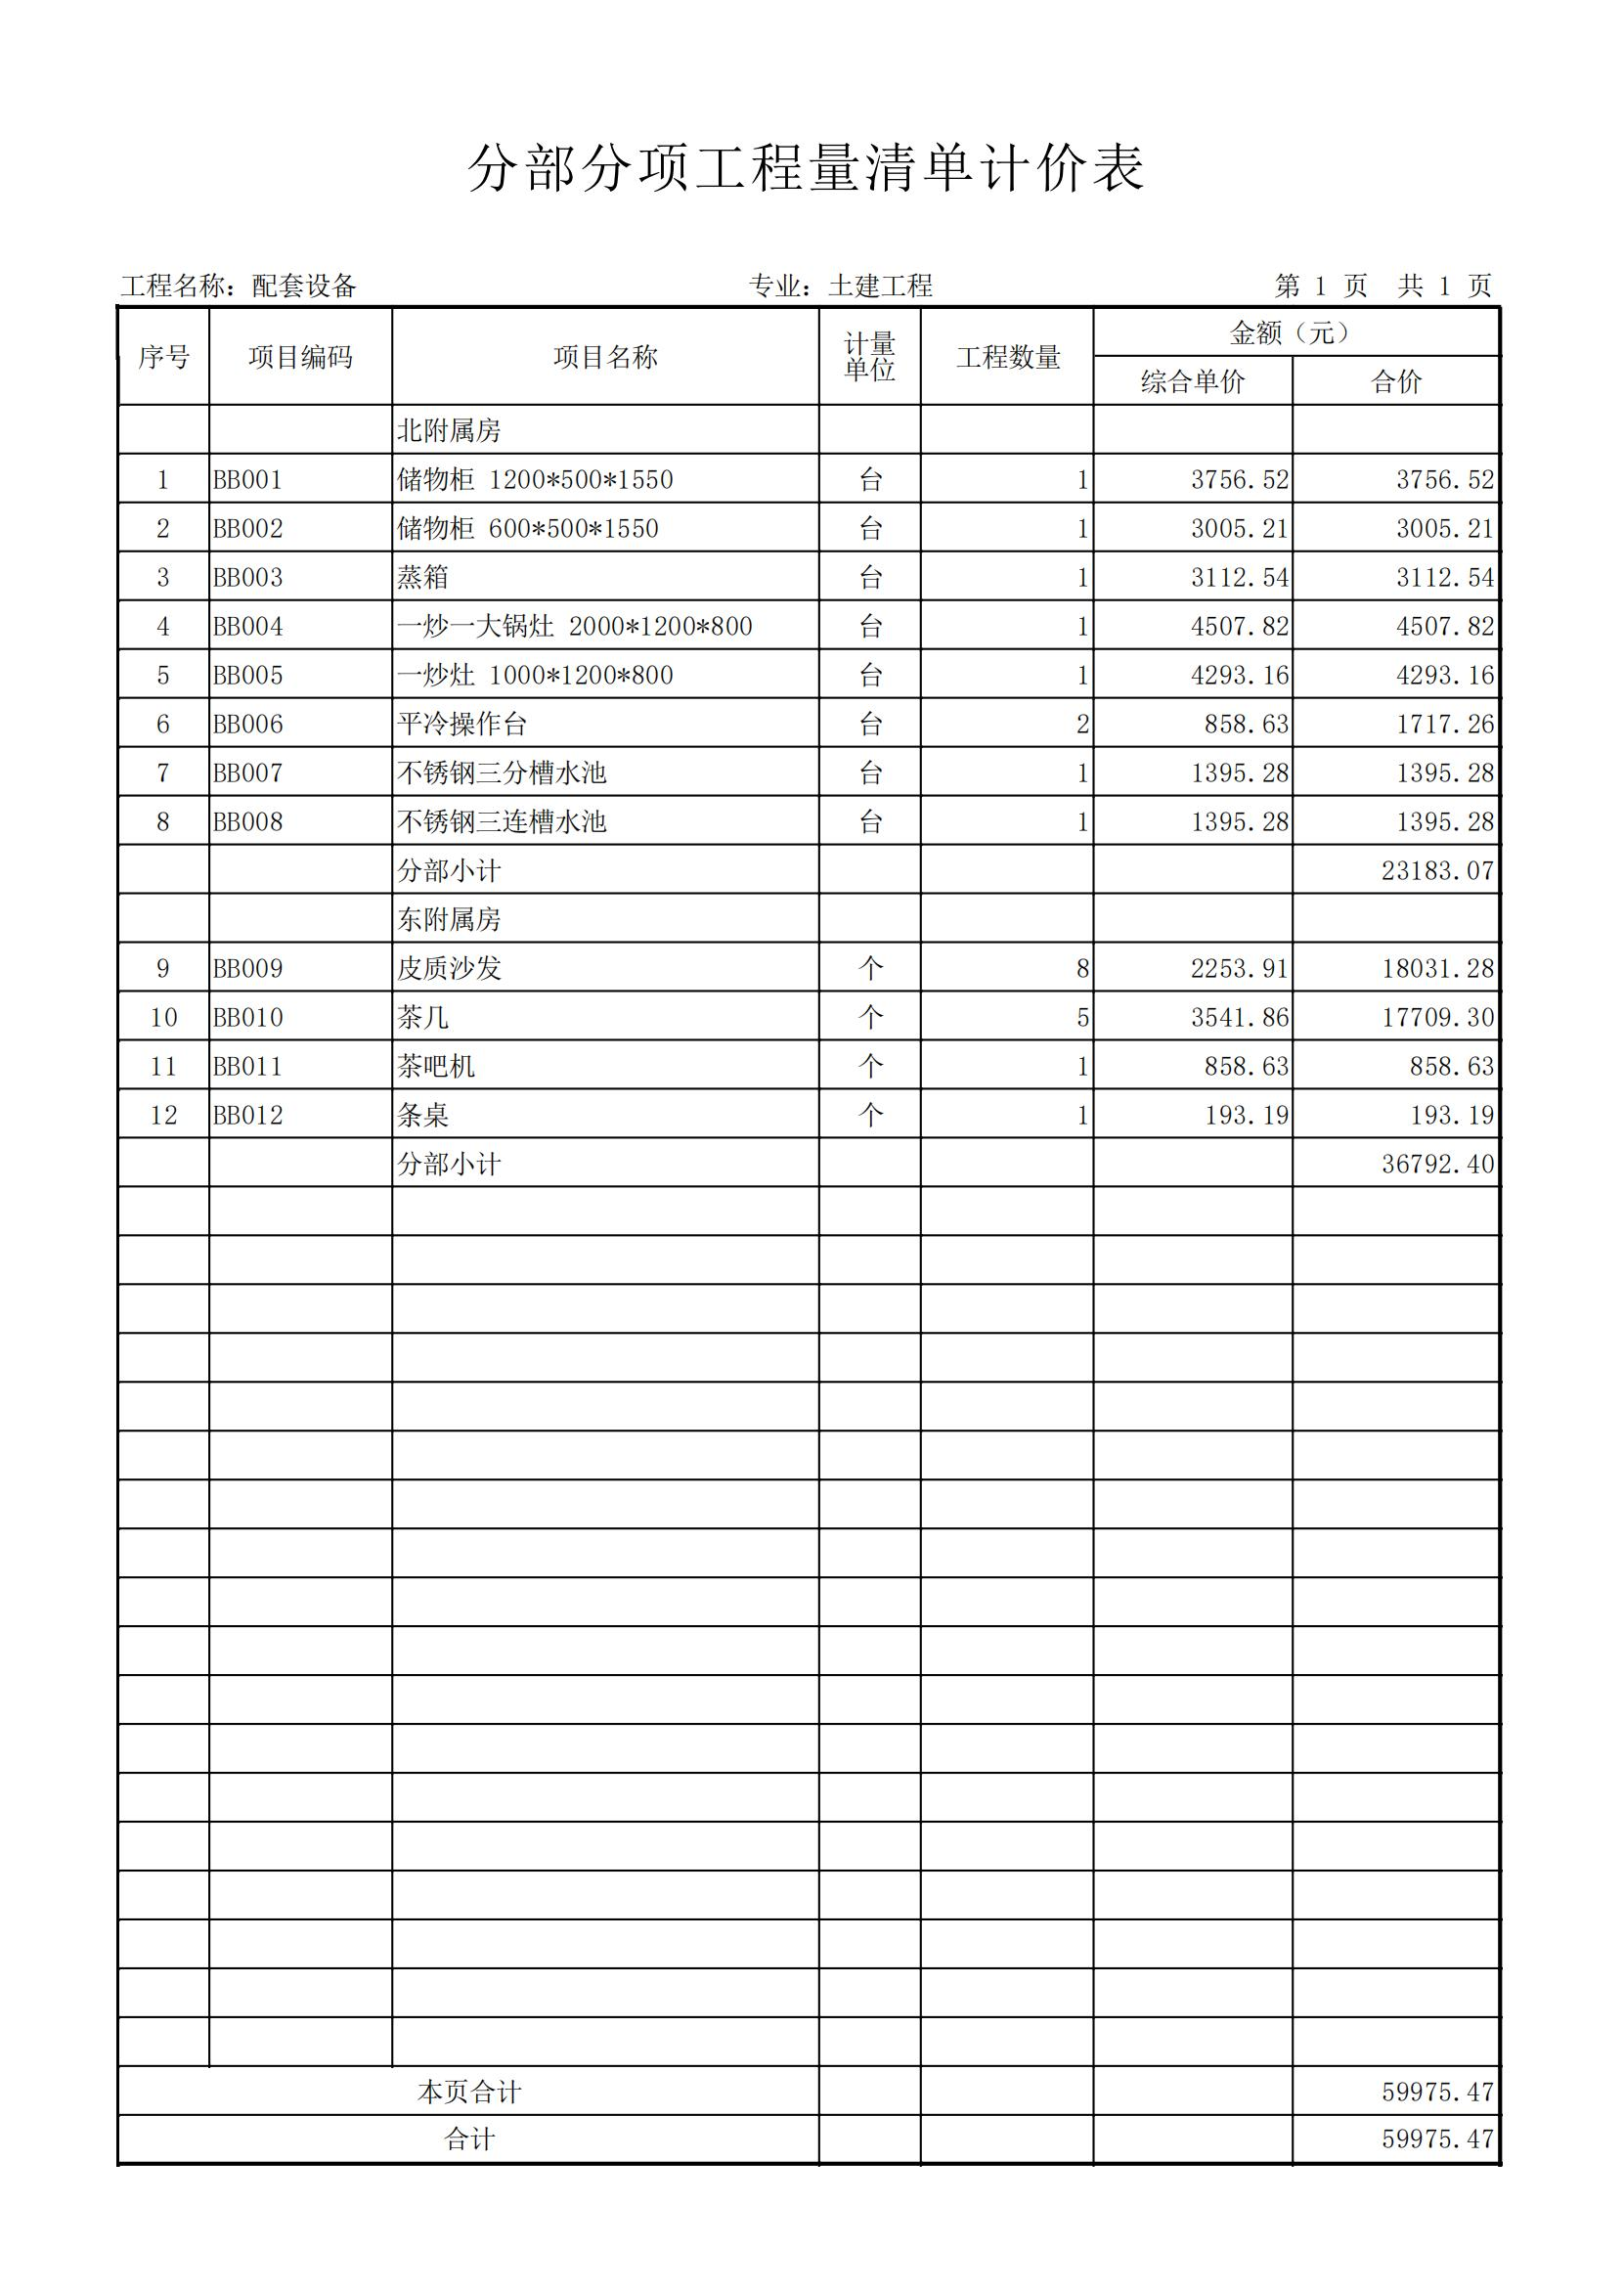 分部分项工程量清单计价表
工程名称：配套设备 专业：土建工程 第 1 页 共 1 页
序号 项目编码 项目名称 计量单位 工程数量 金额（元）
综合单价 合价
北附属房
1 BB001 储物柜 1200*500*1550 台 1 3756.52 3756.52
2 BB002 储物柜 600*500*1550 台 1 3005.21 3005.21
3 BB003 蒸箱 台 1 3112.54 3112.54
4 BB004 一炒一大锅灶 2000*1200*800 台 1 4507.82 4507.82
5 BB005 一炒灶 1000*1200*800 台 1 4293.16 4293.16
6 BB006 平冷操作台 台 2 858.63 1717.26
7 BB007 不锈钢三分槽水池 台 1 1395.28 1395.28
8 BB008 不锈钢三连槽水池 台 1 1395.28 1395.28
分部小计 23183.07
东附属房
9 BB009 皮质沙发 个 8 2253.91 18031.28
10 BB010 茶几 个 5 3541.86 17709.30
11 BB011 茶吧机 个 1 858.63 858.63
12 BB012 条桌 个 1 193.19 193.19
分部小计 36792.40
本页合计 59975.47
合计 59975.47